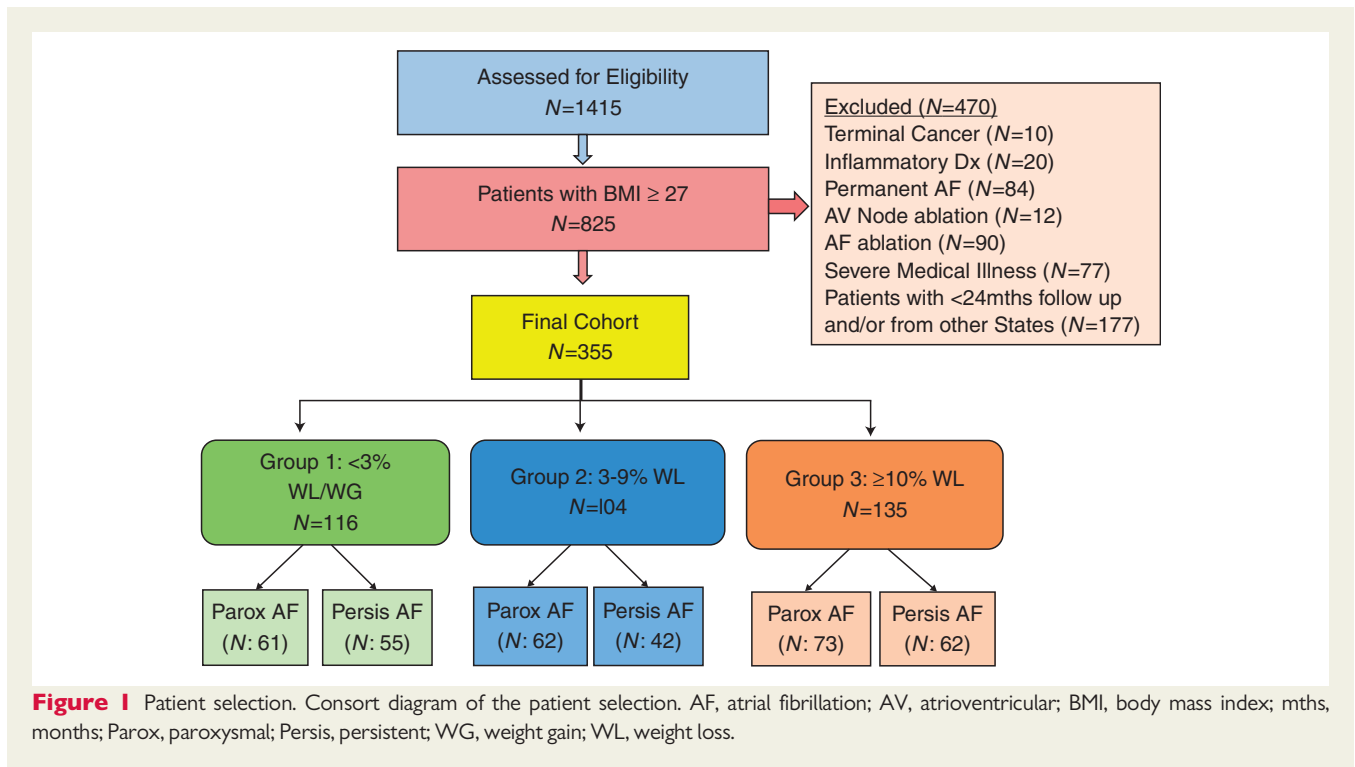 Assessed for Eligibility
N=1415
Patients with BMI ≥ 27
N=825
Excluded (N=470)
Terminal Cancer (N=10)
Inflammatory Dx (N=20)
Permanent AF (N=84)
AV Node ablation (N=12)
AF ablation (N=90)
Severe Medical Illness (N=77)
Patients with <24mths follow up
and/or from other States (N=177)
Final Cohort
N=355
Group 1: <3%
WL/WG
N=116
Group 2: 3-9% WL
N=l04
Group 3: ≥10% WL
N=135
Parox AF
(N: 61)
Persis AF
(N: 55)
Parox AF
(N: 62)
Persis AF
(N: 42)
Parox AF
(N: 73)
Persis AF
(N: 62)
Figure 1 Patient selection. Consort diagram of the patient selection. AF, atrial fibrillation; AV, atrioventricular; BMI, body mass index; mths,
months; Parox, paroxysmal; Persis, persistent; WG, weight gain; WL, weight loss.